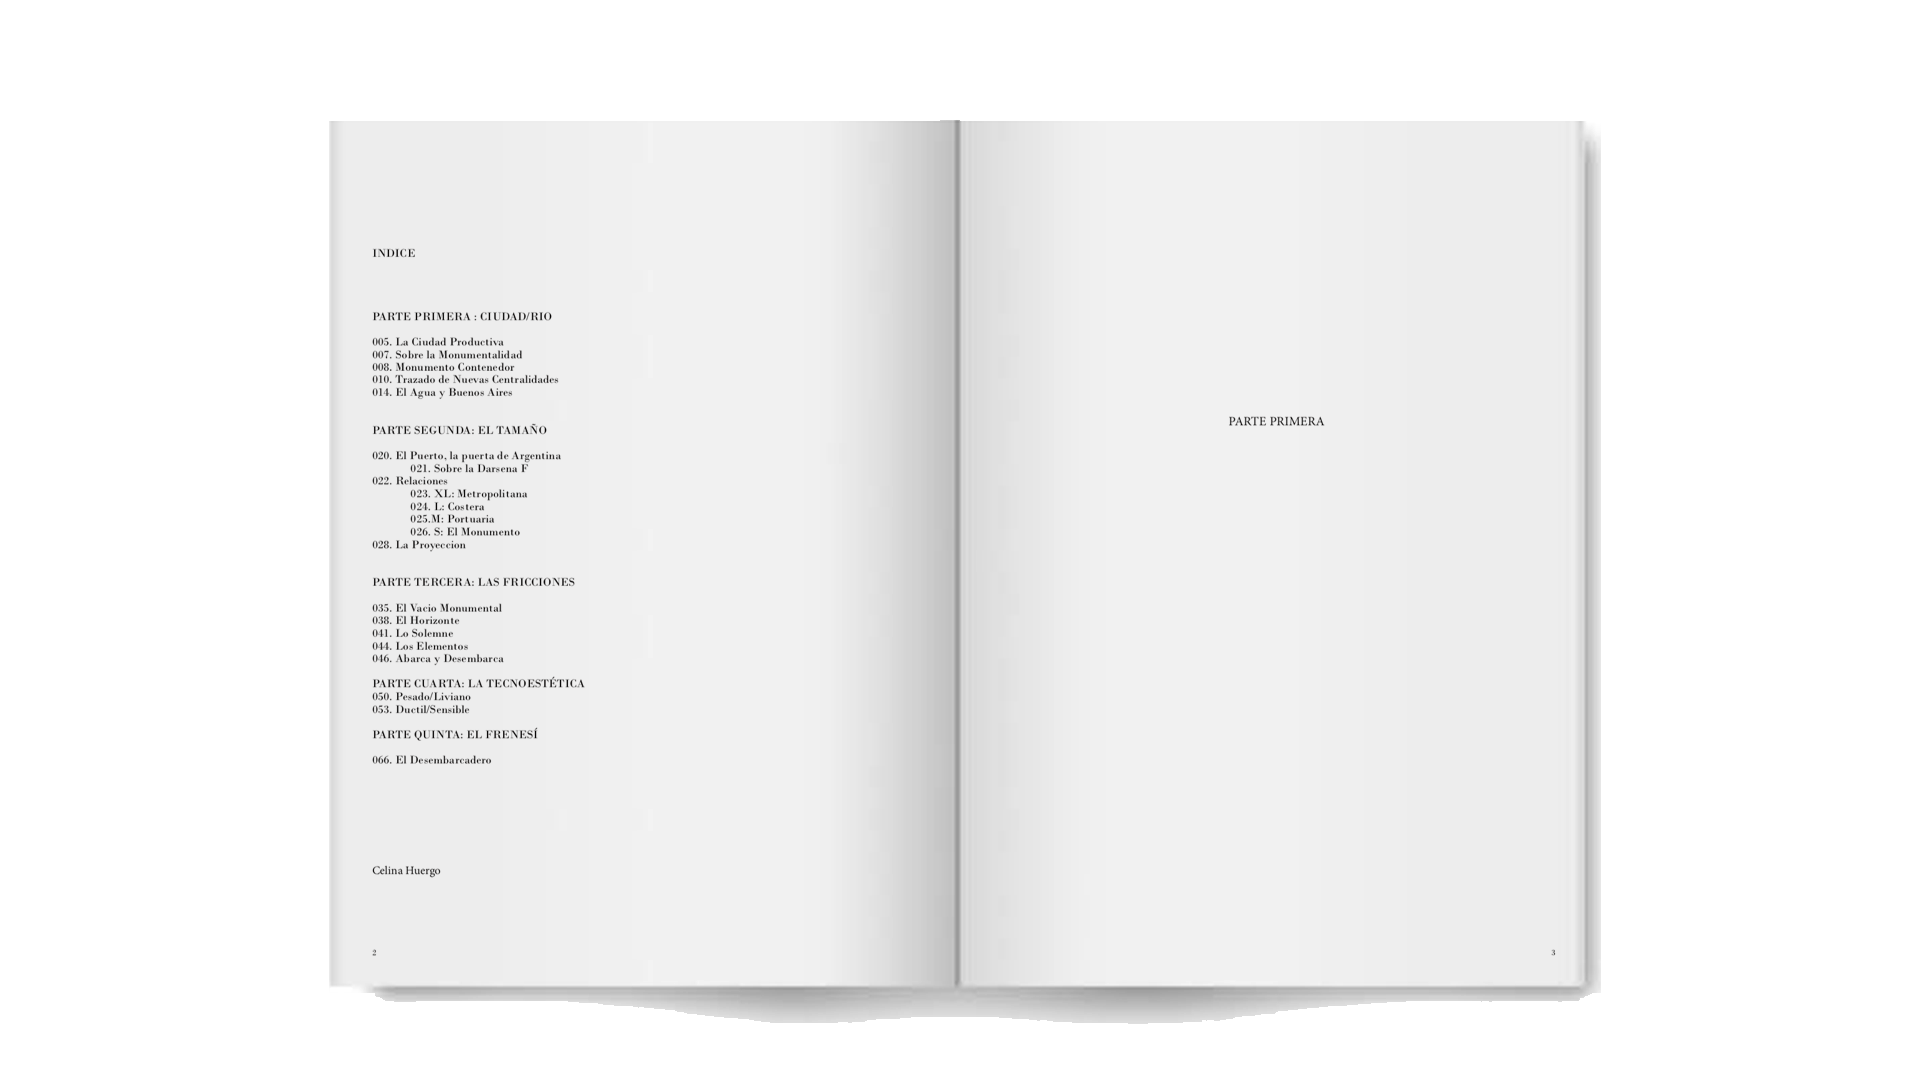 INDICE
PARTE PRIMERA : CIUDAD/RIO
005. La Ciudad Productiva
007. Sobre la Monumentalidad
008. Monumento Contenedor
010. Trazado de Nuevas Centralidades
014. El Agua y Buenos Aires
PARTE SEGUNDA: EL TAMAÑO
020. El Puerto, la puerta de Argentina
021. Sobre la Darsena F
022. Relaciones
023. XL: Metropolitana
024. L: Costera
025.M: Portuaria
026. S: El Monumento
028. La Proyeccion
PARTE TERCERA: LAS FRICCIONES
035. El Vacio Monumental
038. El Horizonte
041. Lo Solemne
044. Los Elementos
046. Abarca y Desembarca
PARTE CUARTA: LA TECNOESTÉTICA
050. Pesado/Liviano
053. Ductil/Sensible
PARTE QUINTA: EL FRENESÍ
066. El Desembarcadero
Celina Huergo
2
PARTE PRIMERA
3